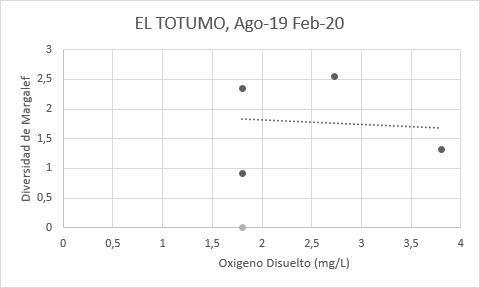 EL TOTUMO, Ago-19 Feb-20
3
2,5
2
1,5
1
0,5
0
Diversidad de Margalef
0 0,5 1 1,5 2 2,5 3 3,5 4
Oxigeno Disuelto (mg/L)